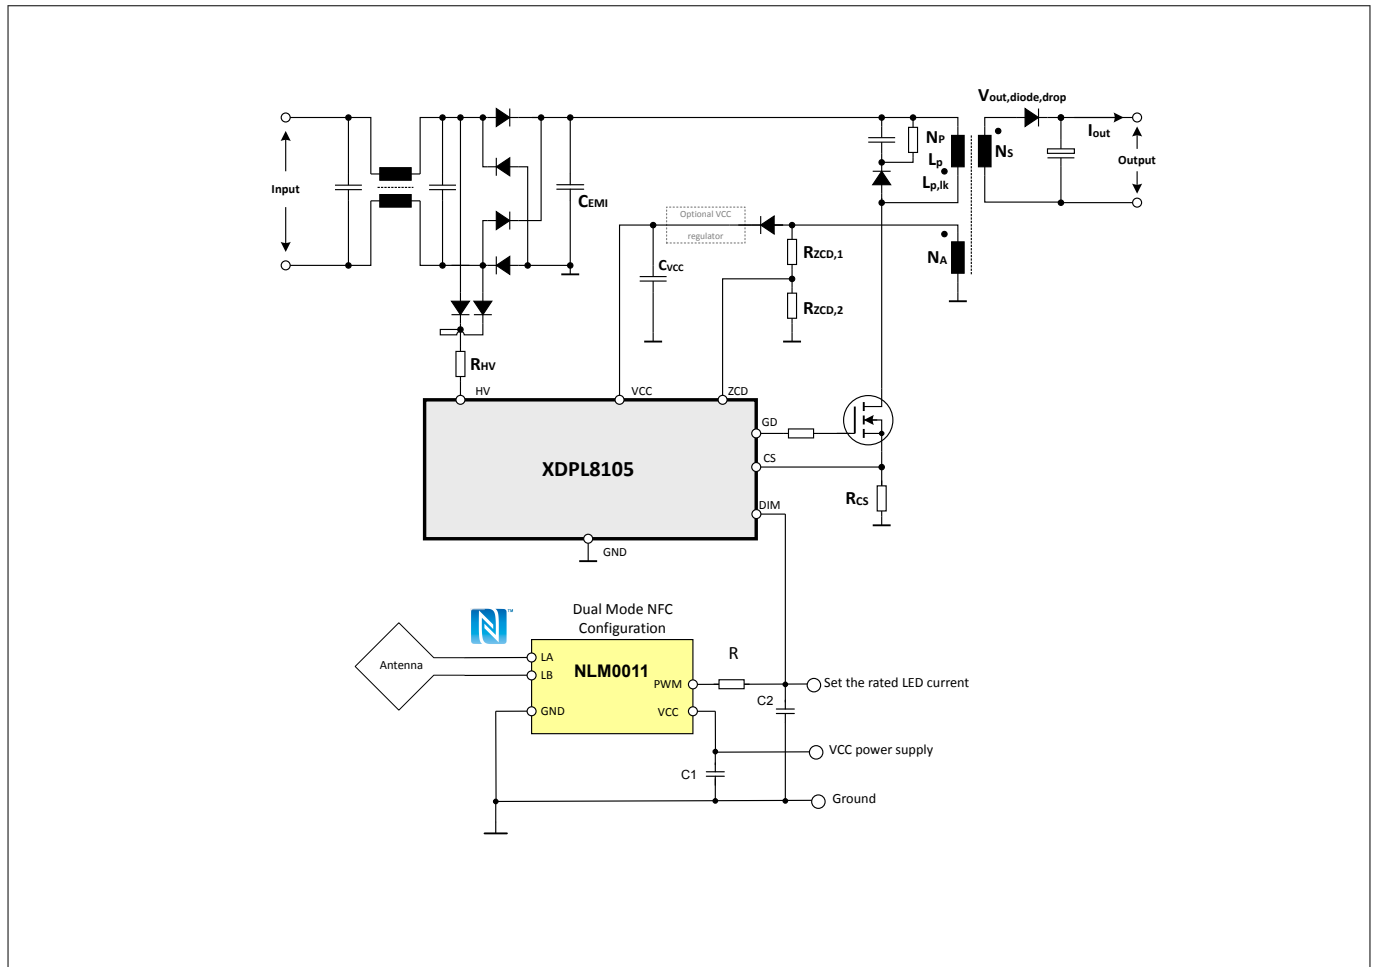 Vout,diode,drop
Iout
NP
Lp
Lp,lk
NS
Output
Input
CEMI
Optional VCC
regulator
CVCC
RZCD,1
NA
RZCD,2
RHV
HV
VCC
ZCD
GD
XDPL8105
CS
RCS
DIM
GND
Dual Mode NFC
Configuration
TM
Antenna
LA
LB
NLM0011
PWM
R
Set the rated LED current
C2
GND
VCC
VCC power supply
C1
Ground